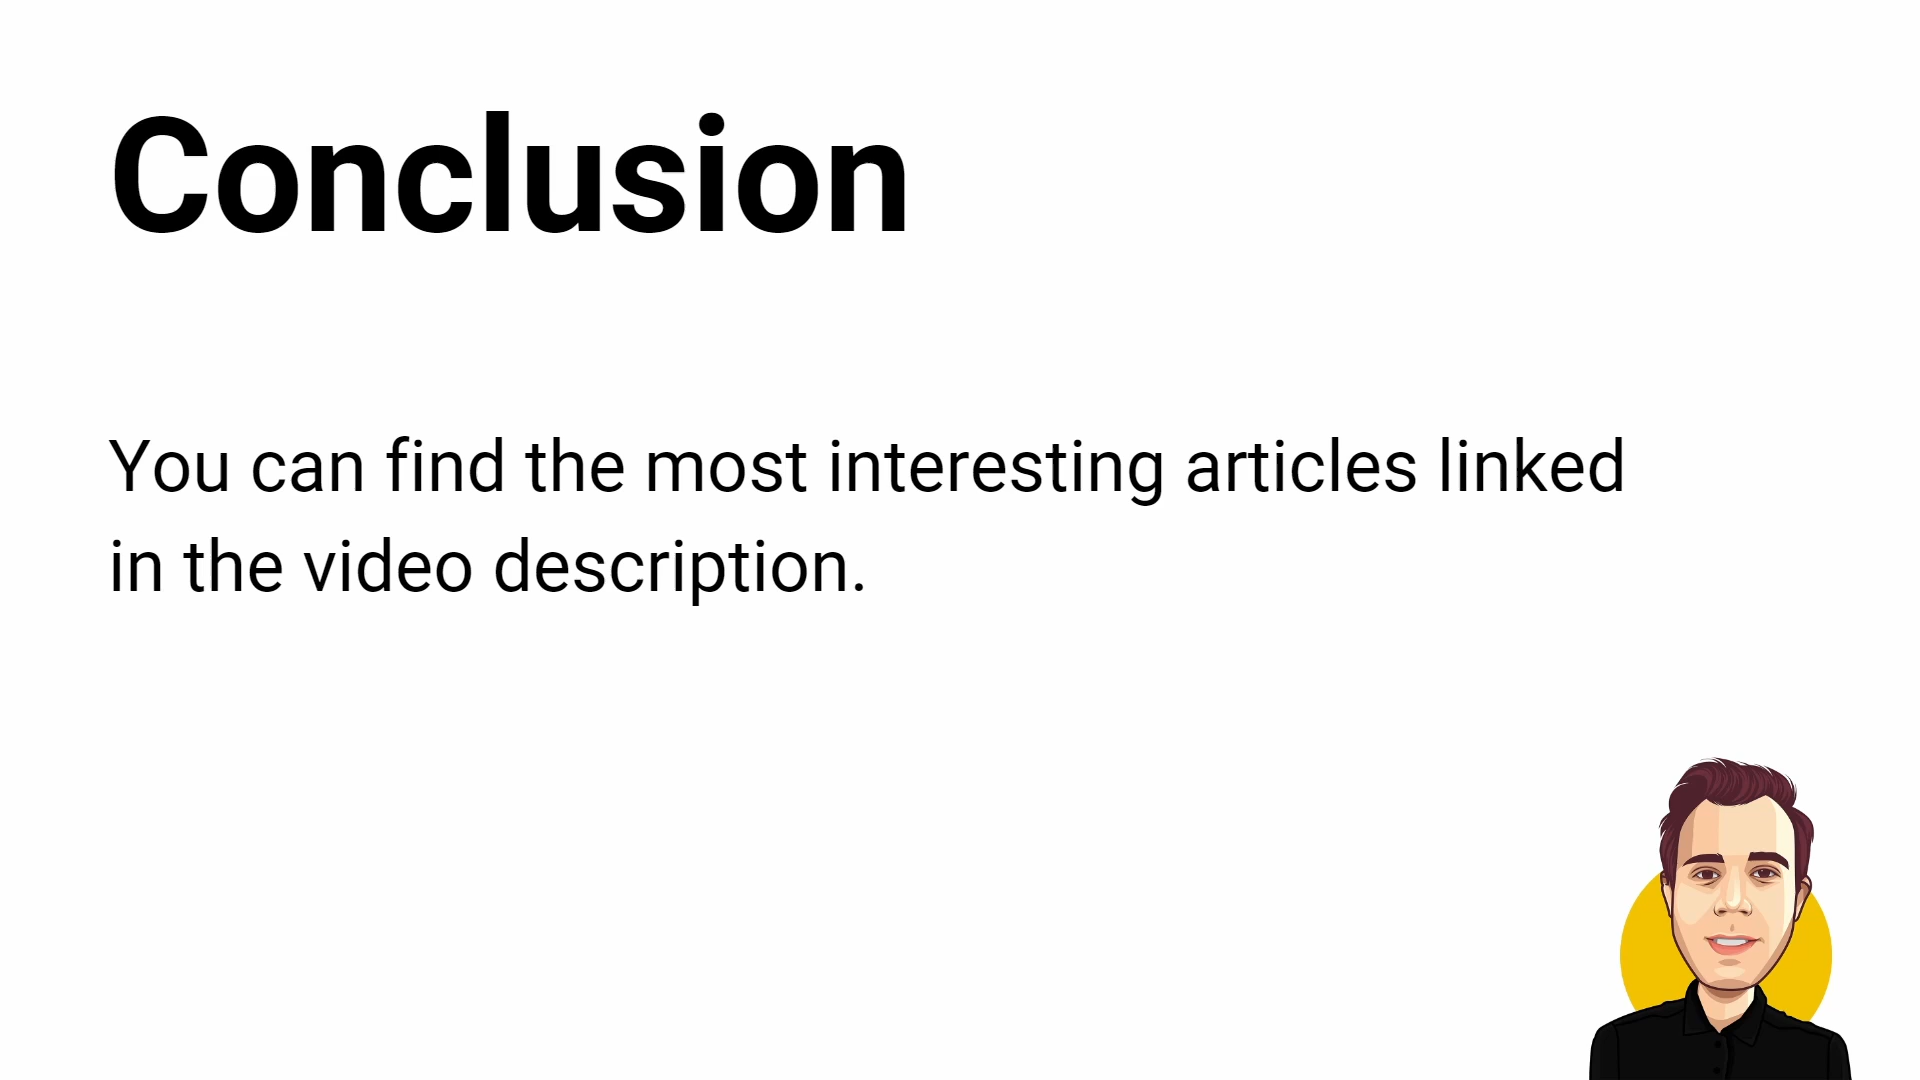 Conclusion
You can find the most interesting articles linked
in the video description.